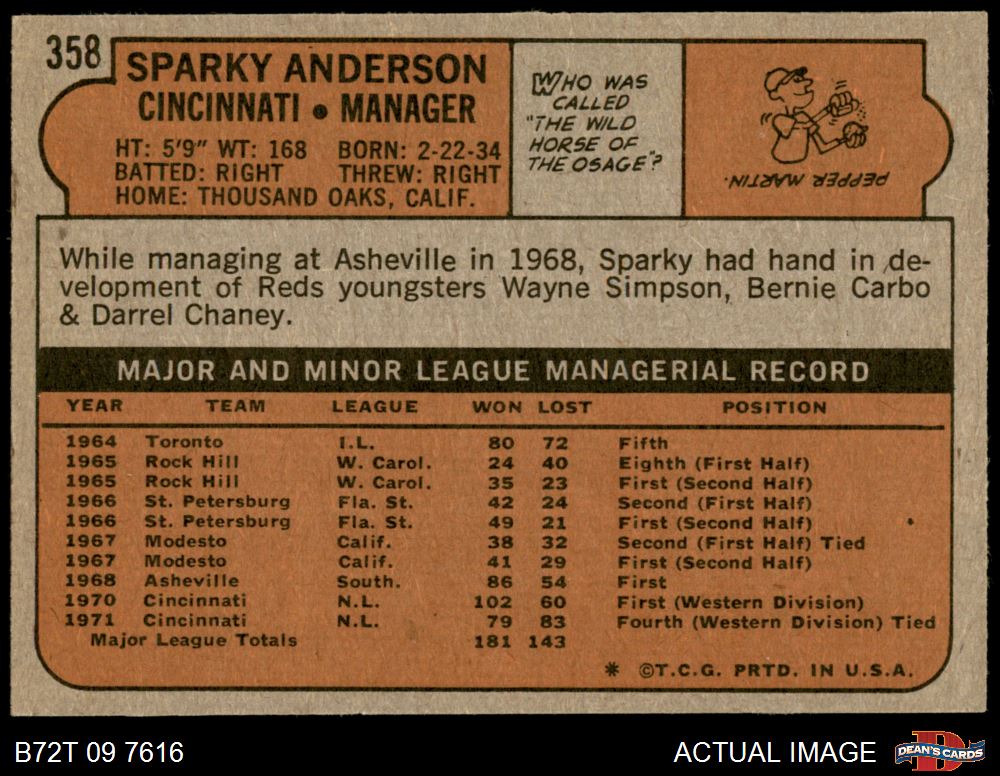 358
SPARKY ANDERSON
CINCINNATI • MANAGER
HT: 5'9" WT: 168 BORN: 2-22-34
BATTED: RIGHT THREW: RIGHT
HOME: THOUSAND OAKS, CALIF.
WHO WAS
CALLED
"THE WILD
HORSE OF
THE OSAGE"?
PEPPER MARTIN.
While managing at Asheville in 1968, Sparky had hand in de-
velopment of Reds youngsters Wayne Simpson, Bernie Carbo
& Darrel Chaney.
MAJOR AND MINOR LEAGUE MANAGERIAL RECORD
YEAR TEAM LEAGUE WON LOST POSITION
1964 Toronto I.L. 80 72 Fifth
1965 Rock Hill W. Carol. 24 40 Eighth (First Half)
1965 Rock Hill W. Carol. 35 23 First (Second Half)
1966 St. Petersburg Fla. St. 42 24 Second (First Half)
1966 St. Petersburg Fla. St. 49 21 First (Second Half)
1967 Modesto Calif. 38 32 Second (First Half) Tied
1967 Modesto Calif. 41 29 First (Second Half)
1968 Asheville South. 86 54 First
1970 Cincinnati N.L. 102 60 First (Western Division)
1971 Cincinnati N.L. 79 83 Fourth (Western Division) Tied
Major League Totals 181 143
* ©T.C.G. PRTD. IN U.S.A.
B72T 09 7616
ACTUAL IMAGE
DEAN'S CARDS